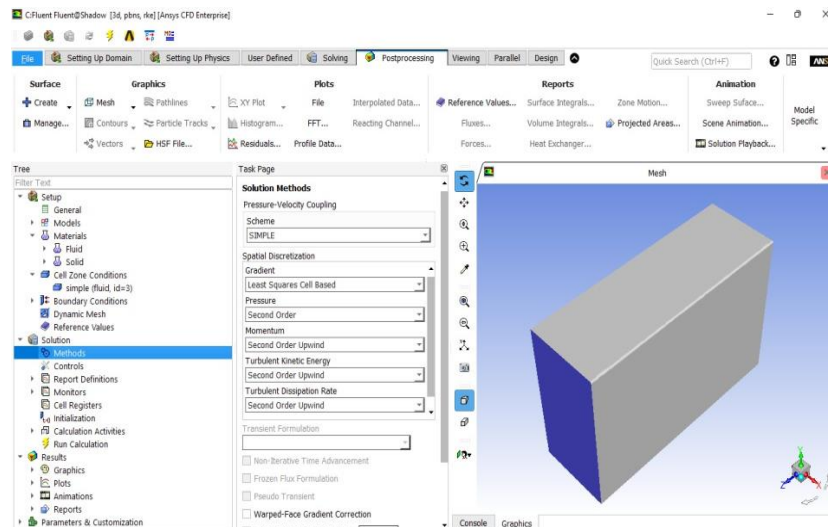 C:Fluent Fluent@Shadow [3d, pbns, rke] [Ansys CFD Enterprise]
File Setting Up Domain Setting Up Physics User Defined Solving Postprocessing Viewing Parallel Design Quick Search (Ctrl+F) ANS
Surface Graphics Plots Reports Animation
Create Mesh Pathlines XY Plot File Interpolated Data... Reference Values... Surface Integrals... Zone Motion... Sweep Suface...
Manage... Contours Particle Tracks Histogram... FFT... Reacting Channel... Fluxes... Volume Integrals... Projected Areas... Scene Animation... Model
Specific
Vectors HSF File... Residuals... Profile Data... Forces... Heat Exchanger... Solution Playback...
Tree
Filter Text
Setup
General
Models
Materials
Fluid
Solid
Cell Zone Conditions
simple (fluid, id=3)
Boundary Conditions
Dynamic Mesh
Reference Values
Solution
Methods
Controls
Report Definitions
Monitors
Cell Registers
Initialization
Calculation Activities
Run Calculation
Results
Graphics
Plots
Animations
Reports
Parameters & Customization
Task Page
Solution Methods
Pressure-Velocity Coupling
Scheme
SIMPLE
Spatial Discretization
Gradient
Least Squares Cell Based
Pressure
Second Order
Momentum
Second Order Upwind
Turbulent Kinetic Energy
Second Order Upwind
Turbulent Dissipation Rate
Second Order Upwind
Transient Formulation
Non-Iterative Time Advancement
Frozen Flux Formulation
Pseudo Transient
Warped-Face Gradient Correction
Mesh
Y
Z
X
Console Graphics